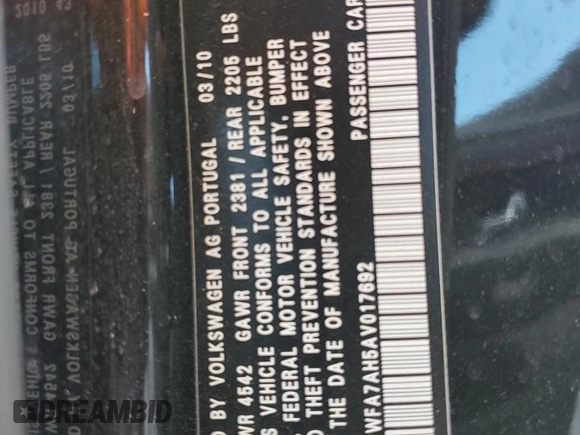 D BY VOLKSWAGEN AG PORTUGAL 03/10
WR 4542 GAWR FRONT 2381 / REAR 2205 LBS
S VEHICLE CONFORMS TO ALL APPLICABLE
FEDERAL MOTOR VEHICLE SAFETY, BUMPER
D THEFT PREVENTION STANDARDS IN EFFECT
THE DATE OF MANUFACTURE SHOWN ABOVE
PASSENGER CAR
WFA7AH5AV017692
DREAMBID